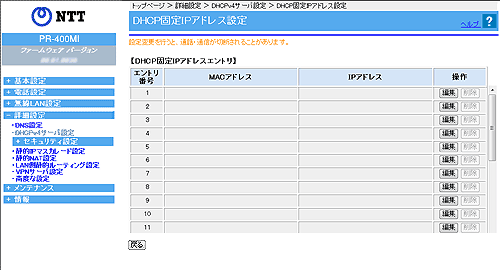 NTT
PR-400MI
ファームウェア バージョン
+ 基本設定
+ 電話設定
+ 無線LAN設定
- 詳細設定
・DNS設定
・DHCPv4サーバ設定
+ セキュリティ設定
・静的IPマスカレード設定
・静的NAT設定
・LAN側静的ルーティング設定
・VPNサーバ設定
・高度な設定
+ メンテナンス
+ 情報
トップページ > 詳細設定 > DHCPv4サーバ設定 > DHCP固定IPアドレス設定
DHCP固定IPアドレス設定
ヘルプ ?
設定変更を行うと、通話・通信が切断されることがあります。
【DHCP固定IPアドレスエントリ】
エントリ番号 MACアドレス IPアドレス 操作
1 編集 削除
2 編集 削除
3 編集 削除
4 編集 削除
5 編集 削除
6 編集 削除
7 編集 削除
8 編集 削除
9 編集 削除
10 編集 削除
11 編集 削除
戻る